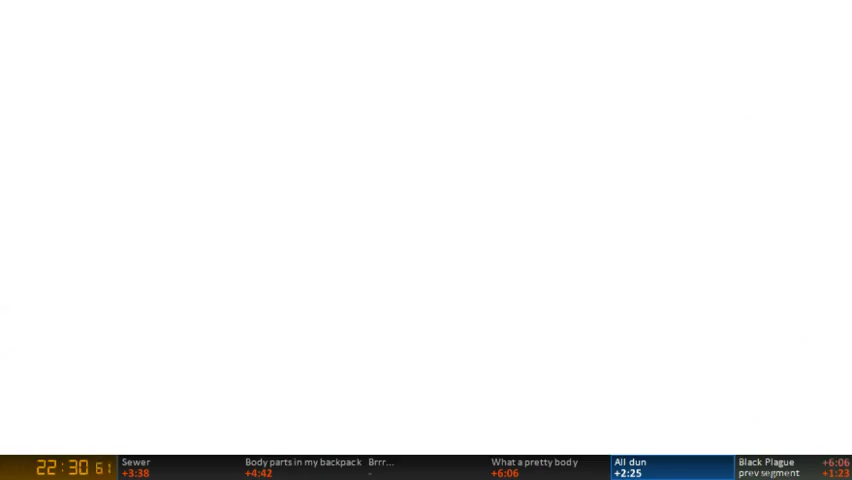 22:30 61
Sewer
+3:38
Body parts in my backpack
+4:42
Brrr...
-
What a pretty body
+6:06
All dun
+2:25
Black Plague +6:06
prev segment +1:23